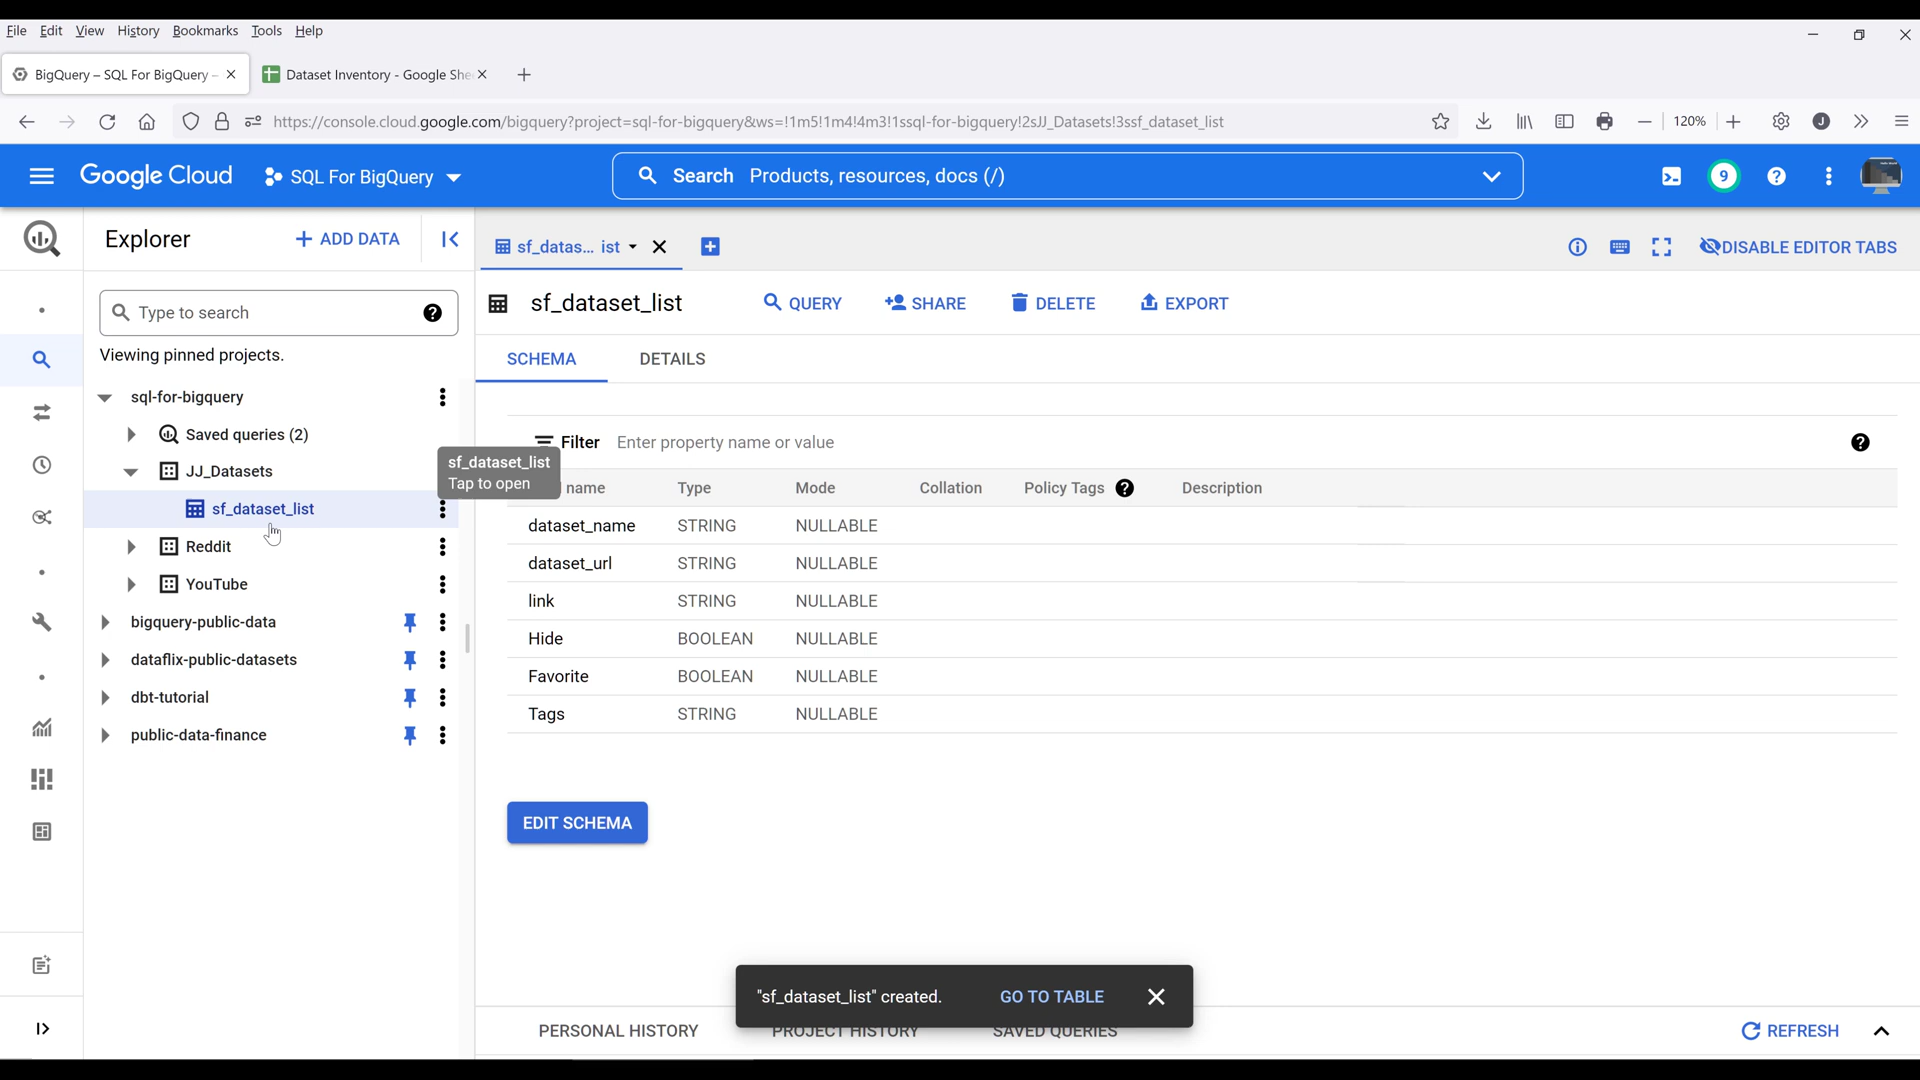 File Edit View History Bookmarks Tools Help
BigQuery – SQL For BigQuery –
Dataset Inventory - Google She
https://console.cloud.google.com/bigquery?project=sql-for-bigquery&ws=!1m5!1m4!4m3!1ssql-for-bigquery!2sJJ_Datasets!3ssf_dataset_list
120%
J
Google Cloud
SQL For BigQuery
Search Products, resources, docs (/)
9
Explorer
ADD DATA
sf_datas... ist
DISABLE EDITOR TABS
Type to search
sf_dataset_list
QUERY
SHARE
DELETE
EXPORT
Viewing pinned projects.
SCHEMA
DETAILS
sql-for-bigquery
Saved queries (2)
JJ_Datasets
sf_dataset_list
Reddit
YouTube
bigquery-public-data
dataflix-public-datasets
dbt-tutorial
public-data-finance
sf_dataset_list
Tap to open
Filter Enter property name or value
name Type Mode Collation Policy Tags Description
dataset_name STRING NULLABLE
dataset_url STRING NULLABLE
link STRING NULLABLE
Hide BOOLEAN NULLABLE
Favorite BOOLEAN NULLABLE
Tags STRING NULLABLE
EDIT SCHEMA
"sf_dataset_list" created. GO TO TABLE
PERSONAL HISTORY PROJECT HISTORY SAVED QUERIES REFRESH